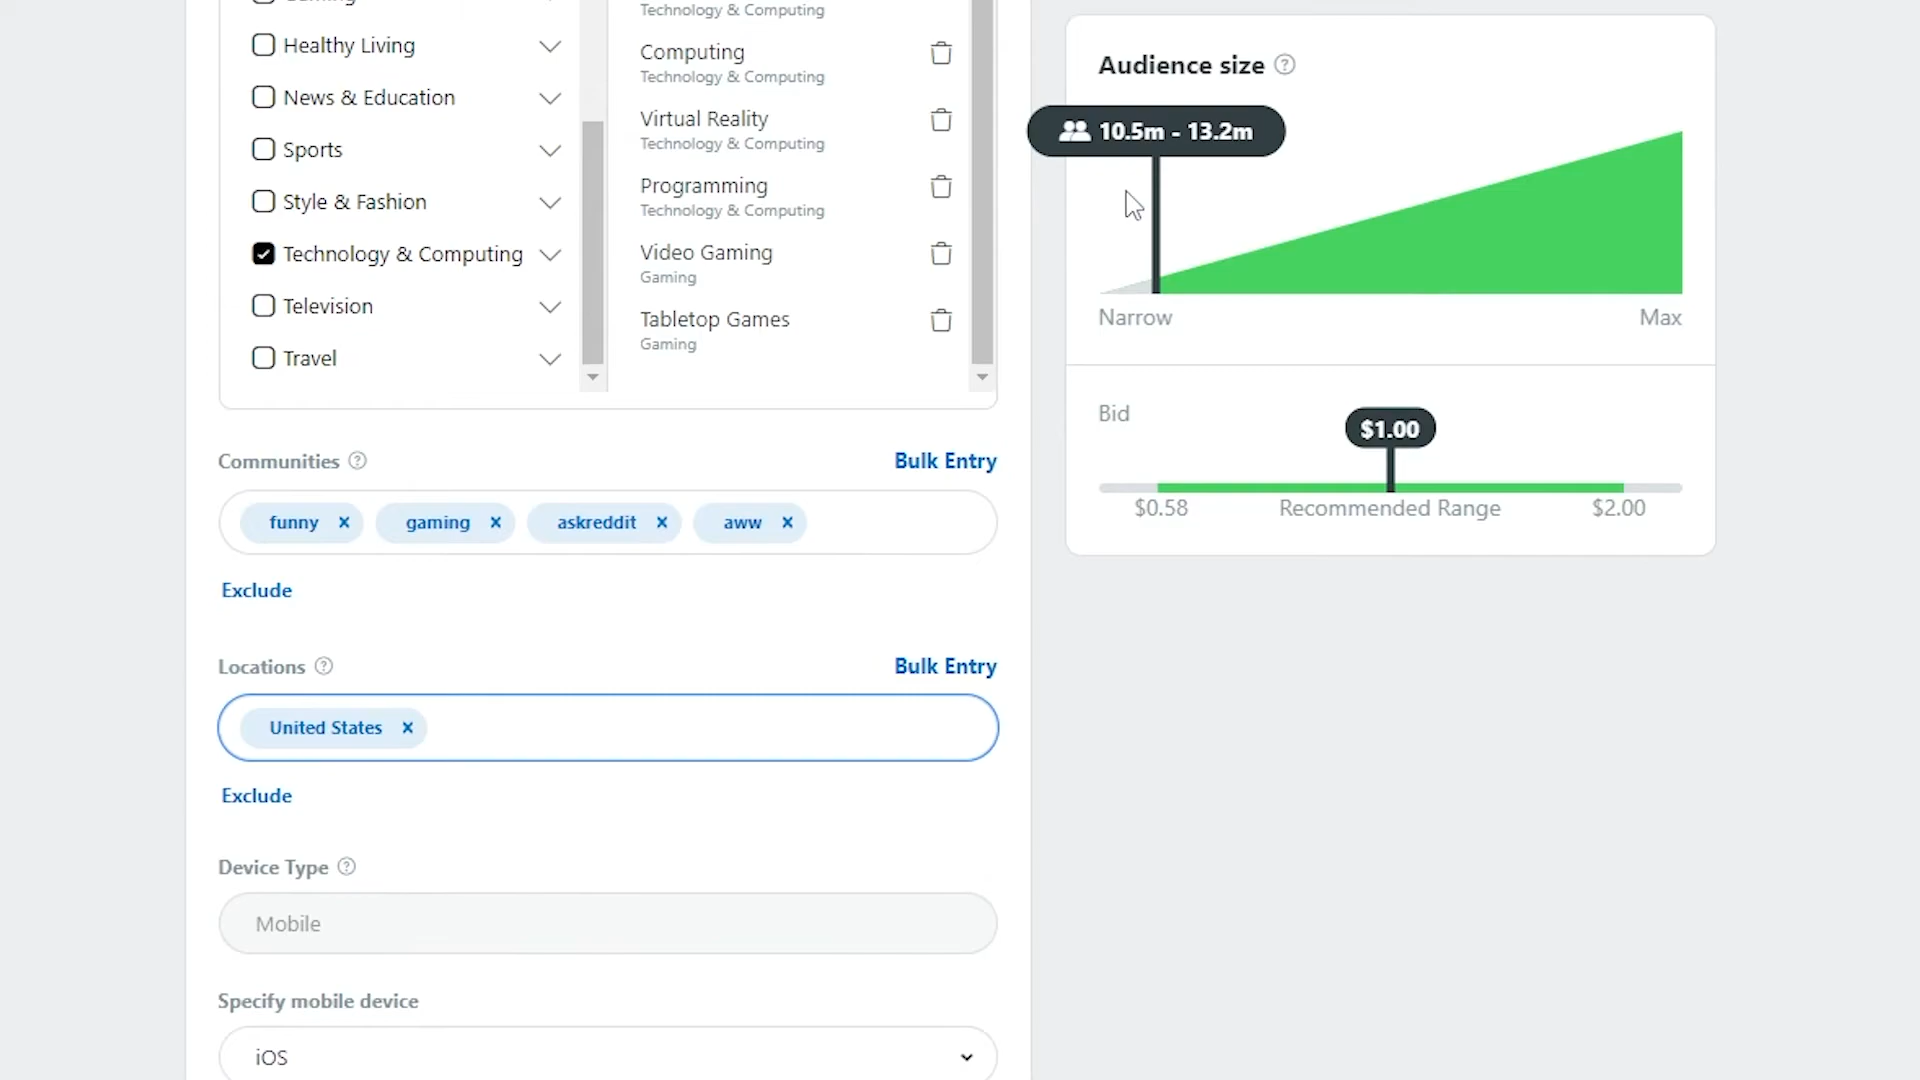 Gaming
Healthy Living
News & Education
Sports
Style & Fashion
Technology & Computing
Television
Travel
Technology & Computing
Computing
Technology & Computing
Virtual Reality
Technology & Computing
Programming
Technology & Computing
Video Gaming
Gaming
Tabletop Games
Gaming
Communities ?
Bulk Entry
funny × gaming × askreddit × aww ×
Exclude
Locations ?
Bulk Entry
United States ×
Exclude
Device Type ?
Mobile
Specify mobile device
iOS
Audience size ?
10.5m - 13.2m
Narrow Max
Bid
$1.00
$0.58 Recommended Range $2.00